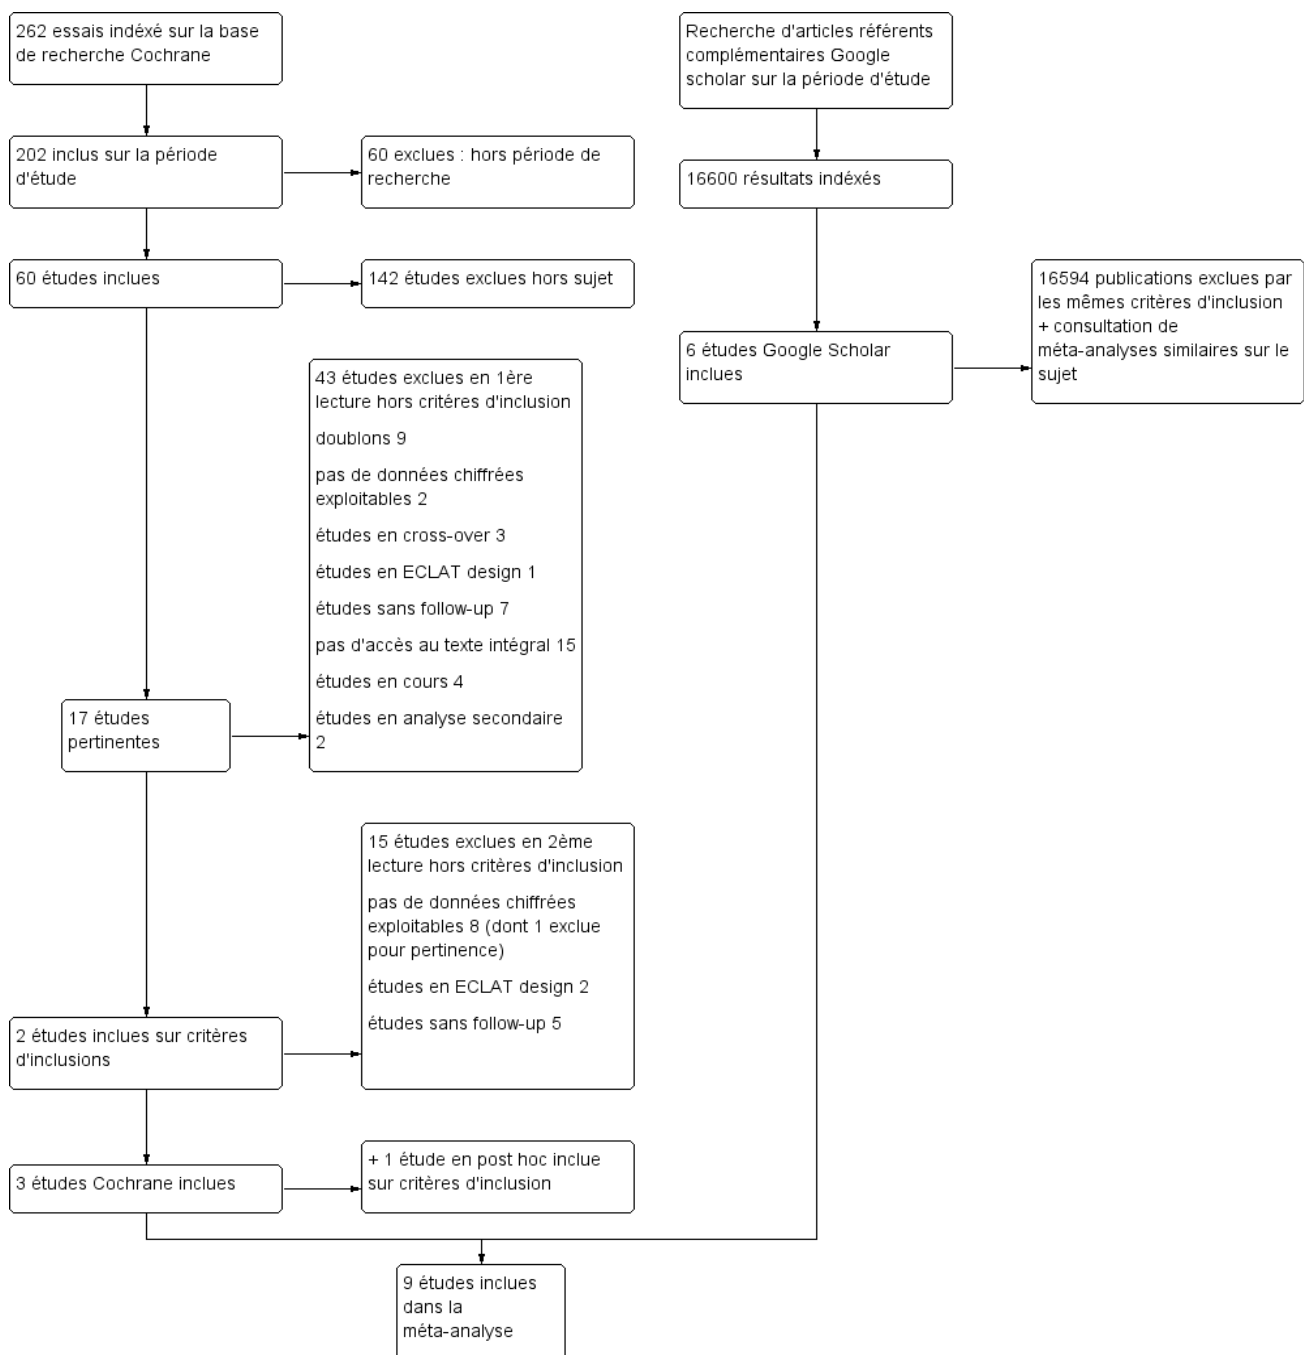 262 essais indéxé sur la base
de recherche Cochrane
202 inclus sur la période
d'étude
60 exclues : hors période de
recherche
60 études inclues
142 études exclues hors sujet
43 études exclues en 1ère
lecture hors critéres d'inclusion
doublons 9
pas de données chiffrées
exploitables 2
études en cross-over 3
études en ECLAT design 1
études sans follow-up 7
pas d'accès au texte intégral 15
études en cours 4
études en analyse secondaire
2
17 études
pertinentes
15 études exclues en 2ème
lecture hors critères d'inclusion
pas de données chiffrées
exploitables 8 (dont 1 exclue
pour pertinence)
études en ECLAT design 2
études sans follow-up 5
2 études inclues sur critères
d'inclusions
3 études Cochrane inclues
+ 1 étude en post hoc inclue
sur critères d'inclusion
Recherche d'articles référents
complémentaires Google
scholar sur la période d'étude
16600 résultats indéxés
6 études Google Scholar
inclues
16594 publications exclues par
les mêmes critères d'inclusion
+ consultation de
méta-analyses similaires sur le
sujet
9 études inclues
dans la
méta-analyse